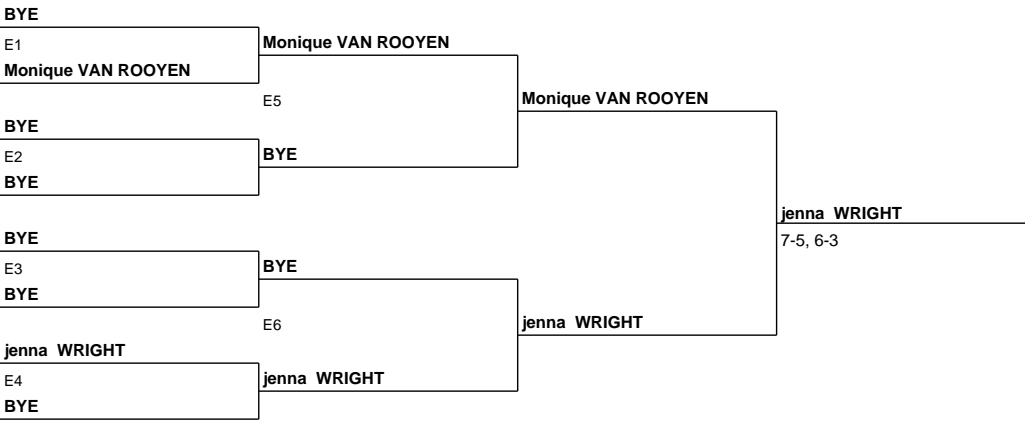 BYE
E1
Monique VAN ROOYEN
Monique VAN ROOYEN
E5
Monique VAN ROOYEN
BYE
E2
BYE
BYE
jenna  WRIGHT
7-5, 6-3
BYE
E3
BYE
BYE
E6
jenna  WRIGHT
jenna  WRIGHT
E4
BYE
jenna  WRIGHT